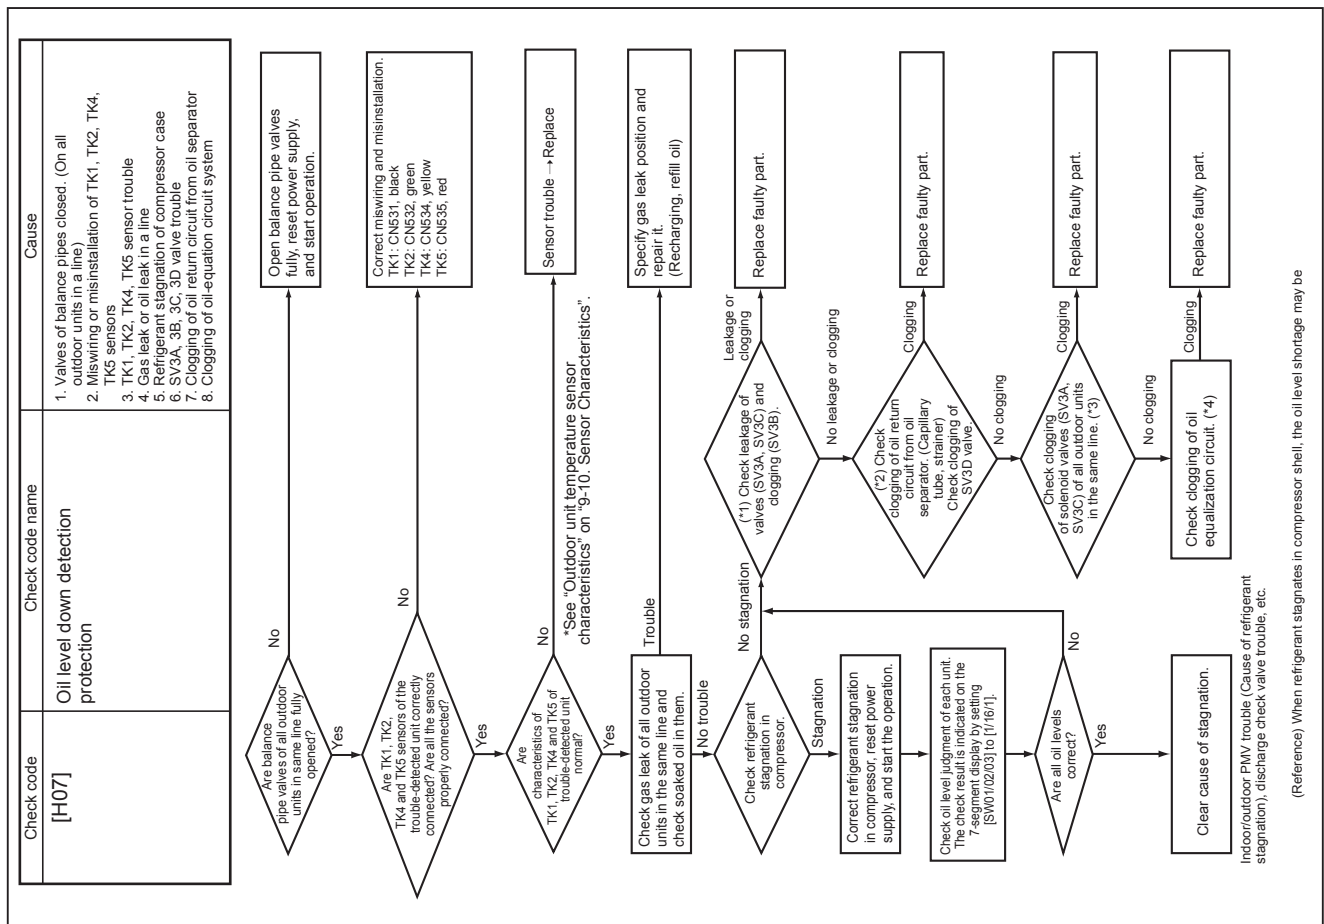 Check code
Check code name
Cause
[H07]
Oil level down detection
protection
1. Valves of balance pipes closed. (On all
outdoor units in a line)
2. Miswiring or misinstallation of TK1, TK2, TK4,
TK5 sensors
3. TK1, TK2, TK4, TK5 sensor trouble
4. Gas leak or oil leak in a line
5. Refrigerant stagnation of compressor case
6. SV3A, 3B, 3C, 3D valve trouble
7. Clogging of oil return circuit from oil separator
8. Clogging of oil-equation circuit system
Are balance
pipe valves of all outdoor
units in same line fully
opened?
No
Open balance pipe valves
fully, reset power supply,
and start operation.
Yes
Are TK1, TK2,
TK4 and TK5 sensors of the
trouble-detected unit correctly
connected? Are all the sensors
properly connected?
No
Correct miswiring and misinstallation.
TK1: CN531, black
TK2: CN532, green
TK4: CN534, yellow
TK5: CN535, red
Yes
Are
characteristics of
TK1, TK2, TK4 and TK5 of
trouble-detected unit
normal?
No
Sensor trouble → Replace
*See “Outdoor unit temperature sensor
characteristics” on “9-10. Sensor Characteristics”.
Yes
Check gas leak of all outdoor
units in the same line and
check soaked oil in them.
Trouble
Specify gas leak position and
repair it.
(Recharging, refill oil)
No trouble
Check refrigerant
stagnation in
compressor.
No stagnation
(*1) Check leakage of
valves (SV3A, SV3C) and
clogging (SV3B).
Leakage or
clogging
Replace faulty part.
Stagnation
No leakage or clogging
Correct refrigerant stagnation
in compressor, reset power
supply, and start the operation.
(*2) Check
clogging of oil return
circuit from oil
separator. (Capillary
tube, strainer)
Check clogging of
SV3D valve.
Clogging
Replace faulty part.
Check oil level judgment of each unit.
The check result is indicated on the
7-segment display by setting
[SW01/02/03] to [1/16/1].
No clogging
Are all oil levels
correct?
No
Check clogging
of solenoid valves (SV3A,
SV3C) of all outdoor units
in the same line. (*3)
Clogging
Replace faulty part.
Yes
No clogging
Clear cause of stagnation.
Check clogging of oil
equalization circuit. (*4)
Clogging
Replace faulty part.
Indoor/outdoor PMV trouble (Cause of refrigerant
stagnation), discharge check valve trouble, etc.
(Reference) When refrigerant stagnates in compressor shell, the oil level shortage may be